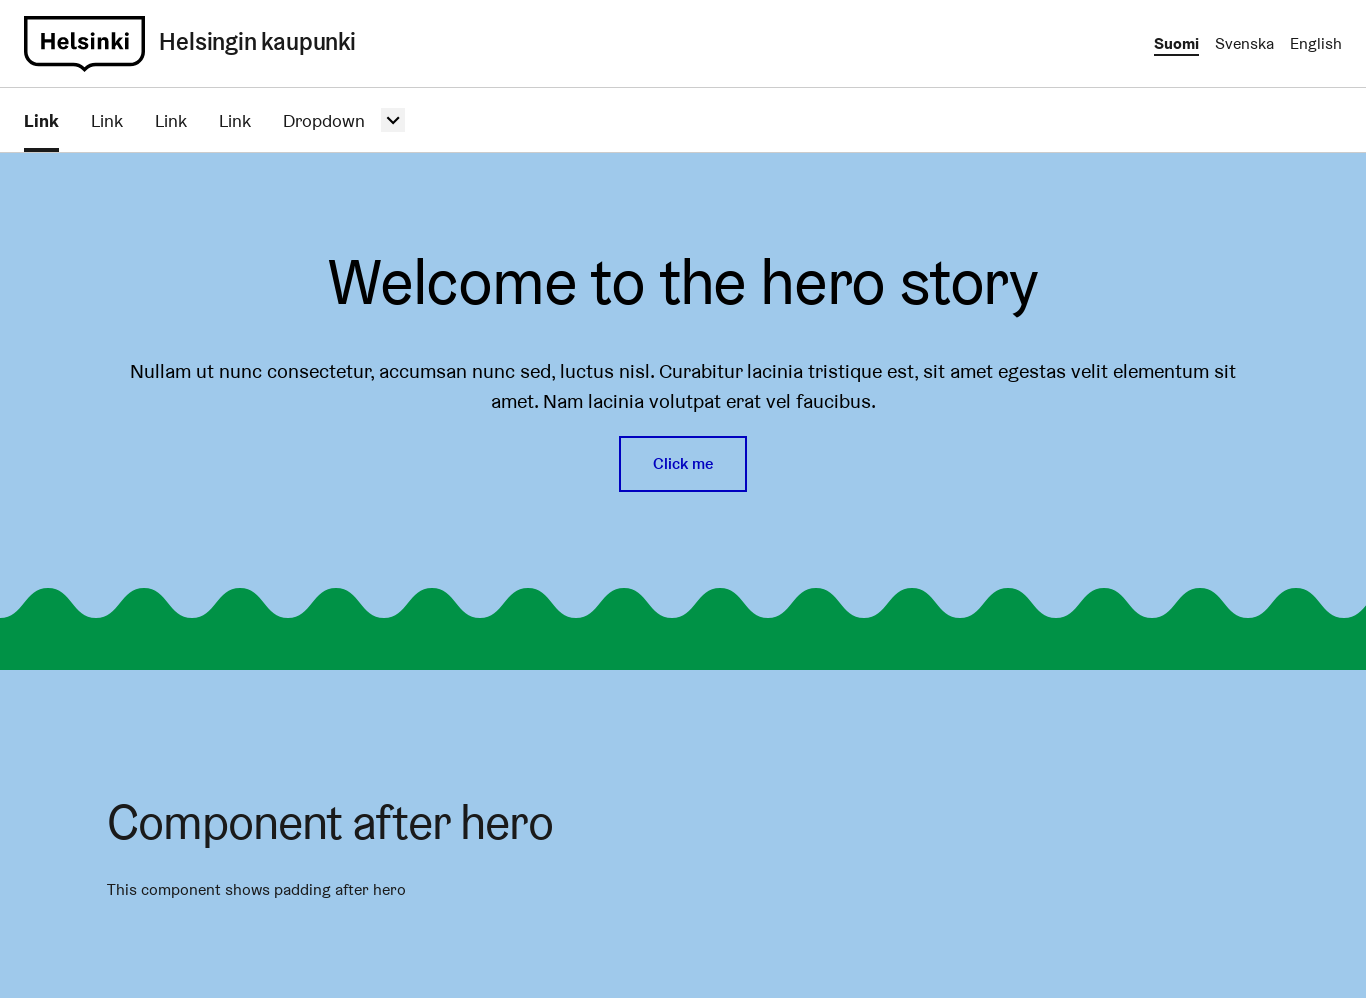 Helsinki Helsingin kaupunki Suomi Svenska English
Link Link Link Link Dropdown
Welcome to the hero story
Nullam ut nunc consectetur, accumsan nunc sed, luctus nisl. Curabitur lacinia tristique est, sit amet egestas velit elementum sit
amet. Nam lacinia volutpat erat vel faucibus.
Click me
Component after hero
This component shows padding after hero